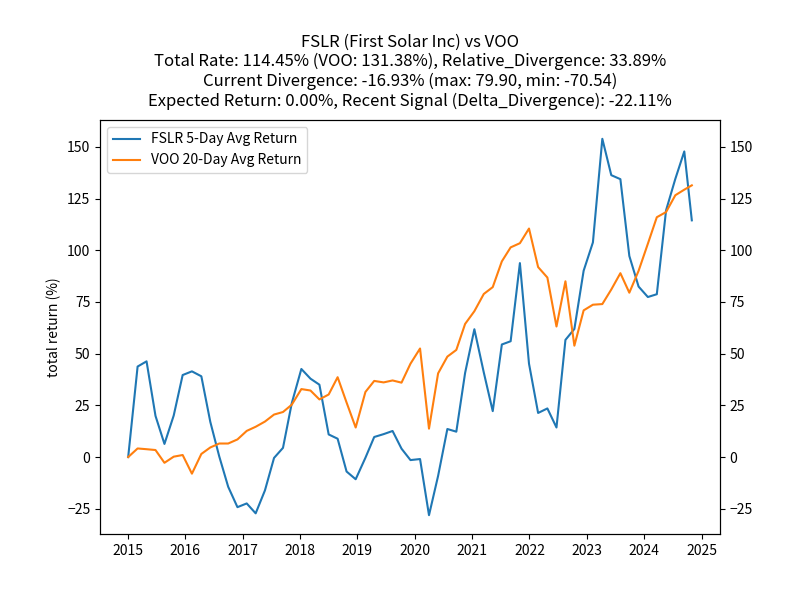 FSLR (First Solar Inc) vs VOO
Total Rate: 114.45% (VOO: 131.38%), Relative_Divergence: 33.89%
Current Divergence: -16.93% (max: 79.90, min: -70.54)
Expected Return: 0.00%, Recent Signal (Delta_Divergence): -22.11%
FSLR 5-Day Avg Return
VOO 20-Day Avg Return
total return (%)
150
125
100
75
50
25
0
−25
150
125
100
75
50
25
0
−25
2015 2016 2017 2018 2019 2020 2021 2022 2023 2024 2025